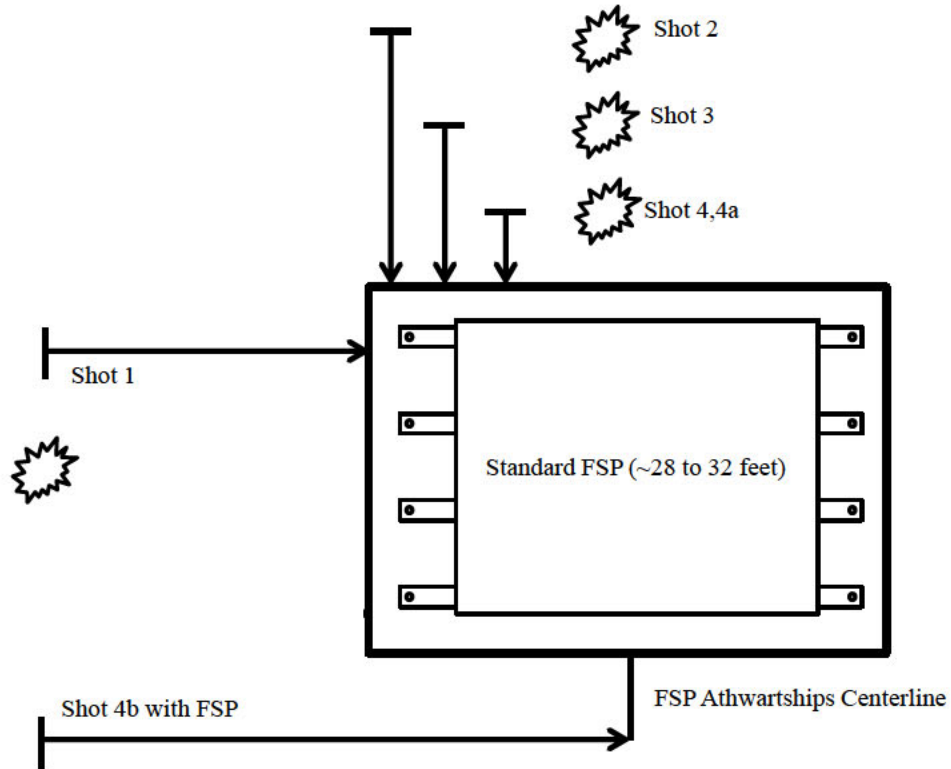 Shot 2
Shot 3
Shot 4,4a
Shot 1
Standard FSP (~28 to 32 feet)
Shot 4b with FSP
FSP Athwartships Centerline